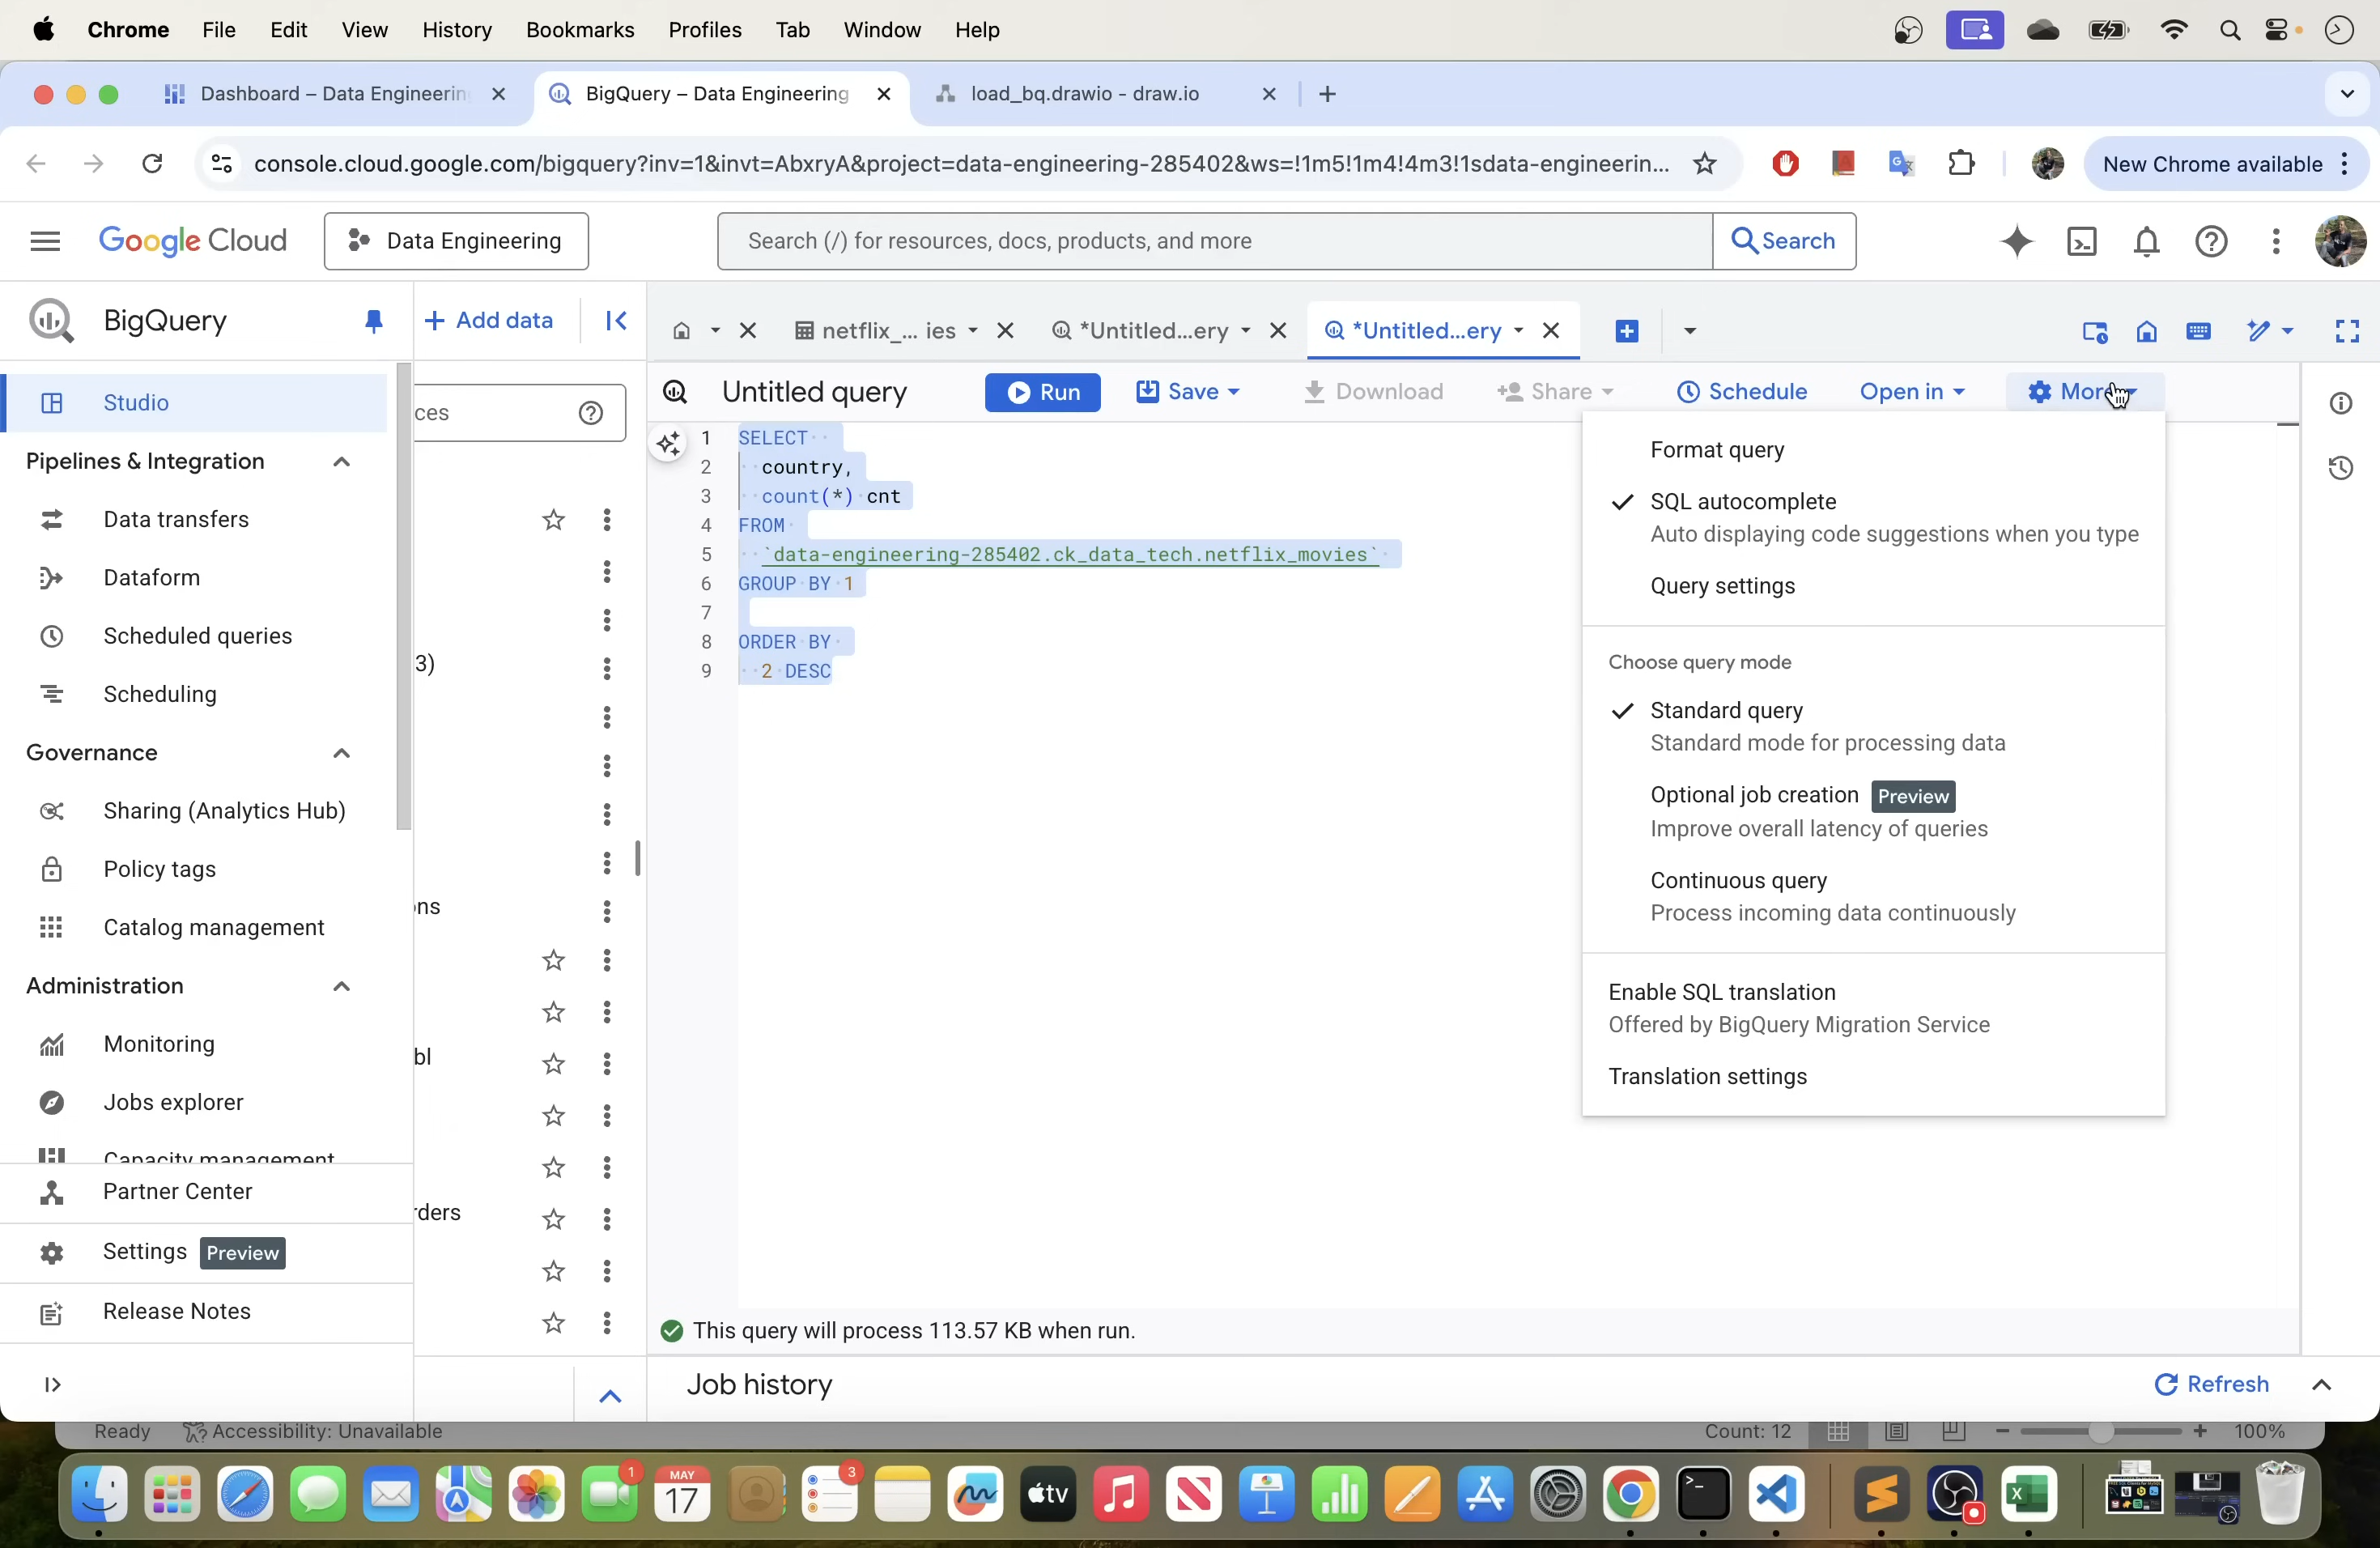 Chrome File Edit View History Bookmarks Profiles Tab Window Help
Dashboard – Data Engineerin
BigQuery – Data Engineering
load_bq.drawio - draw.io
console.cloud.google.com/bigquery?inv=1&invt=AbxryA&project=data-engineering-285402&ws=!1m5!1m4!4m3!1sdata-engineerin...
New Chrome available
Google Cloud
Data Engineering
Search (/) for resources, docs, products, and more
Search
BigQuery
+ Add data
netflix_... ies
*Untitled...ery
*Untitled...ery
Studio
ces
Untitled query
Run
Save
Download
Share
Schedule
Open in
More
Pipelines & Integration
Data transfers
Dataform
Scheduled queries
3)
Scheduling
Governance
Sharing (Analytics Hub)
Policy tags
ons
Catalog management
Administration
Monitoring
bl
Jobs explorer
Capacity management
Partner Center
rders
Settings Preview
Release Notes
1 SELECT
2 country,
3 count(*) cnt
4 FROM
5 `data-engineering-285402.ck_data_tech.netflix_movies`
6 GROUP BY 1
7
8 ORDER BY
9 2 DESC
Format query
SQL autocomplete
Auto displaying code suggestions when you type
Query settings
Choose query mode
Standard query
Standard mode for processing data
Optional job creation Preview
Improve overall latency of queries
Continuous query
Process incoming data continuously
Enable SQL translation
Offered by BigQuery Migration Service
Translation settings
This query will process 113.57 KB when run.
Job history
Refresh
Ready
Accessibility: Unavailable
Count: 12
100%
1
MAY
17
3
tv